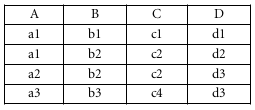 A B C D
a1 b1 c1 d1
a1 b2 c2 d2
a2 b2 c2 d3
a3 b3 c4 d3